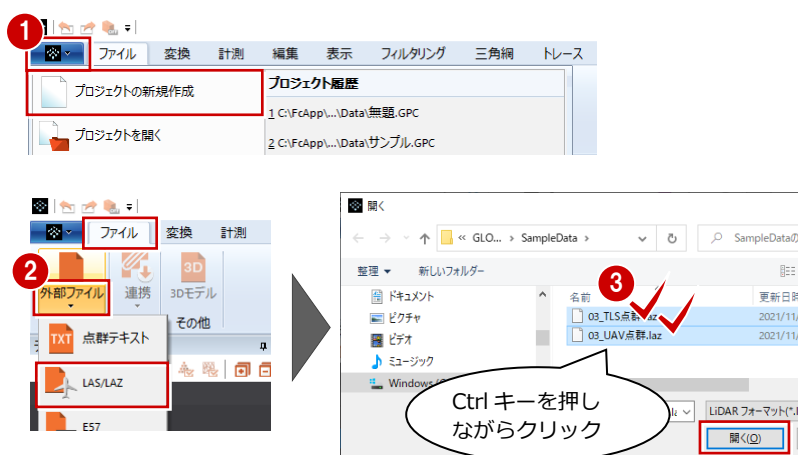 1
ファイル 変換 計測 編集 表示 フィルタリング 三角網 トレース
プロジェクトの新規作成
プロジェクトを開く
プロジェクト履歴
1 C:\FcApp\...\Data\無題.GPC
2 C:\FcApp\...\Data\サンプル.GPC
ファイル 変換 計測
2
外部ファイル 連携 3D 3Dモデル
その他
TXT 点群テキスト
LAS/LAZ
E57
開く
« GLO... › SampleData ›
SampleDataの
整理 新しいフォルダー
3
ドキュメント
ピクチャ
ビデオ
ミュージック
Windows
名前 更新日時
03_TLS点群.laz 2021/11/
03_UAV点群.laz 2021/11/
Ctrl キーを押し
ながらクリック
LiDAR フォーマット(*.l
開く(O)